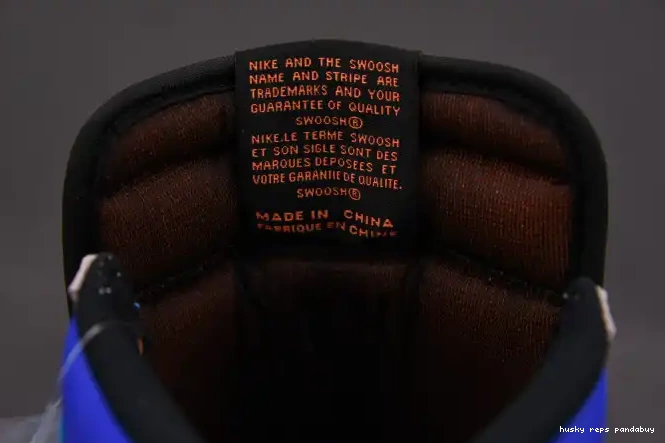 NIKE AND THE SWOOSH
NAME AND STRIPE ARE
TRADEMARKS AND YOUR
GUARANTEE OF QUALITY
SWOOSH®
NIKE.LE TERME SWOOSH
ET SON SIGLE SONT DES
MARQUES DEPOSEES ET
VOTRE GARANTIE DE QUALITE.
SWOOSH®
MADE IN CHINA
FABRIQUE EN CHINE
husky reps pandabuy